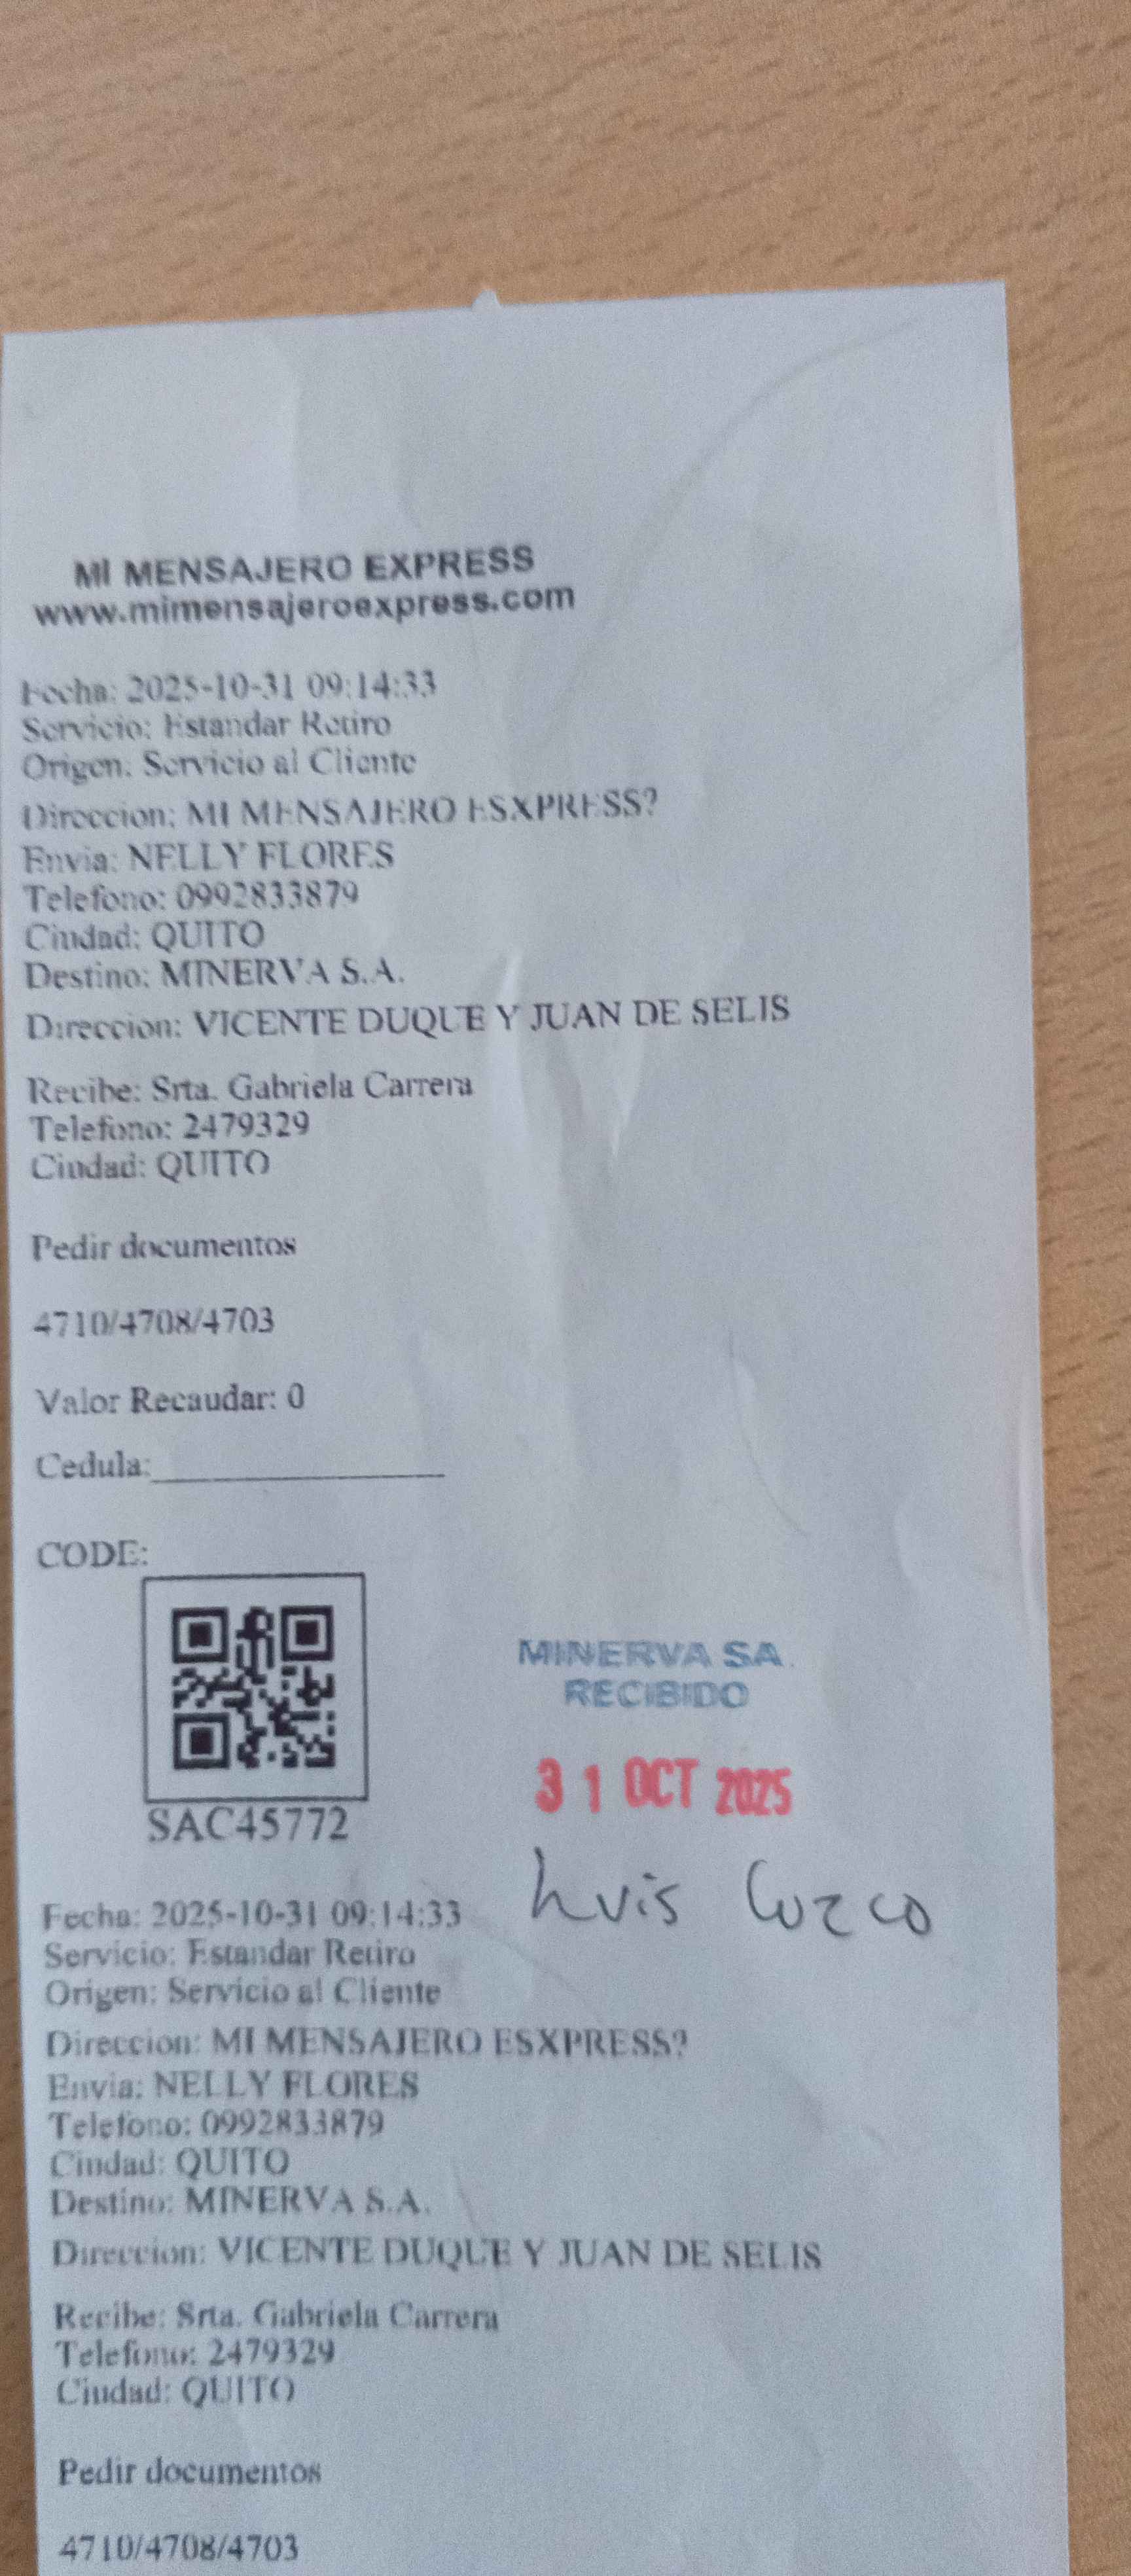 MI MENSAJERO EXPRESS
www.mimensajeroexpress.com
Fecha: 2025-10-31 09:14:33
Servicio: Estandar Retiro
Origen: Servicio al Cliente
Direccion: MI MENSAJERO ESXPRESS?
Envia: NELLY FLORES
Telefono: 0992833879
Ciudad: QUITO
Destino: MINERVA S.A.
Direccion: VICENTE DUQUE Y JUAN DE SELIS
Recibe: Srta. Gabriela Carrera
Telefono: 2479329
Ciudad: QUITO
Pedir documentos
4710/4708/4703
Valor Recaudar: 0
Cedula:
CODE:
MINERVA SA.
RECIBIDO
31 OCT 2025
SAC45772
Luis Cuzco
Fecha: 2025-10-31 09:14:33
Servicio: Estandar Retiro
Origen: Servicio al Cliente
Direccion: MI MENSAJERO ESXPRESS?
Envia: NELLY FLORES
Telefono: 0992833879
Ciudad: QUITO
Destino: MINERVA S.A.
Direccion: VICENTE DUQUE Y JUAN DE SELIS
Recibe: Srta. Gabriela Carrera
Telefono: 2479329
Ciudad: QUITO
Pedir documentos
4710/4708/4703